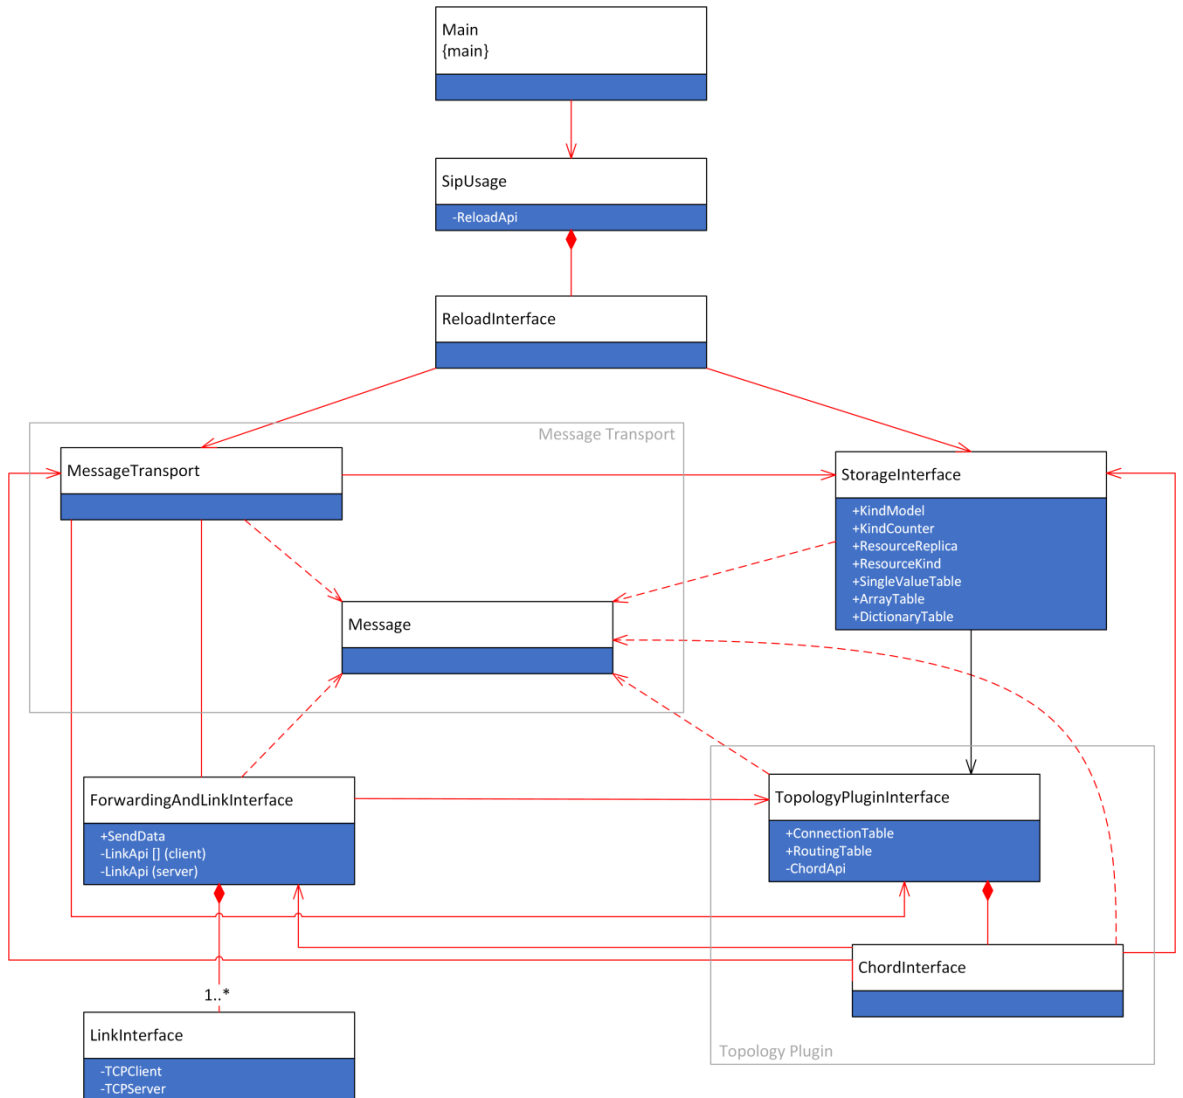 Main
{main}
SipUsage
-ReloadApi
ReloadInterface
Message Transport
MessageTransport
StorageInterface
+KindModel
+KindCounter
+ResourceReplica
+ResourceKind
+SingleValueTable
+ArrayTable
+DictionaryTable
Message
ForwardingAndLinkInterface
+SendData
-LinkApi [] (client)
-LinkApi (server)
TopologyPluginInterface
+ConnectionTable
+RoutingTable
-ChordApi
ChordInterface
1..*
LinkInterface
-TCPClient
-TCPServer
Topology Plugin